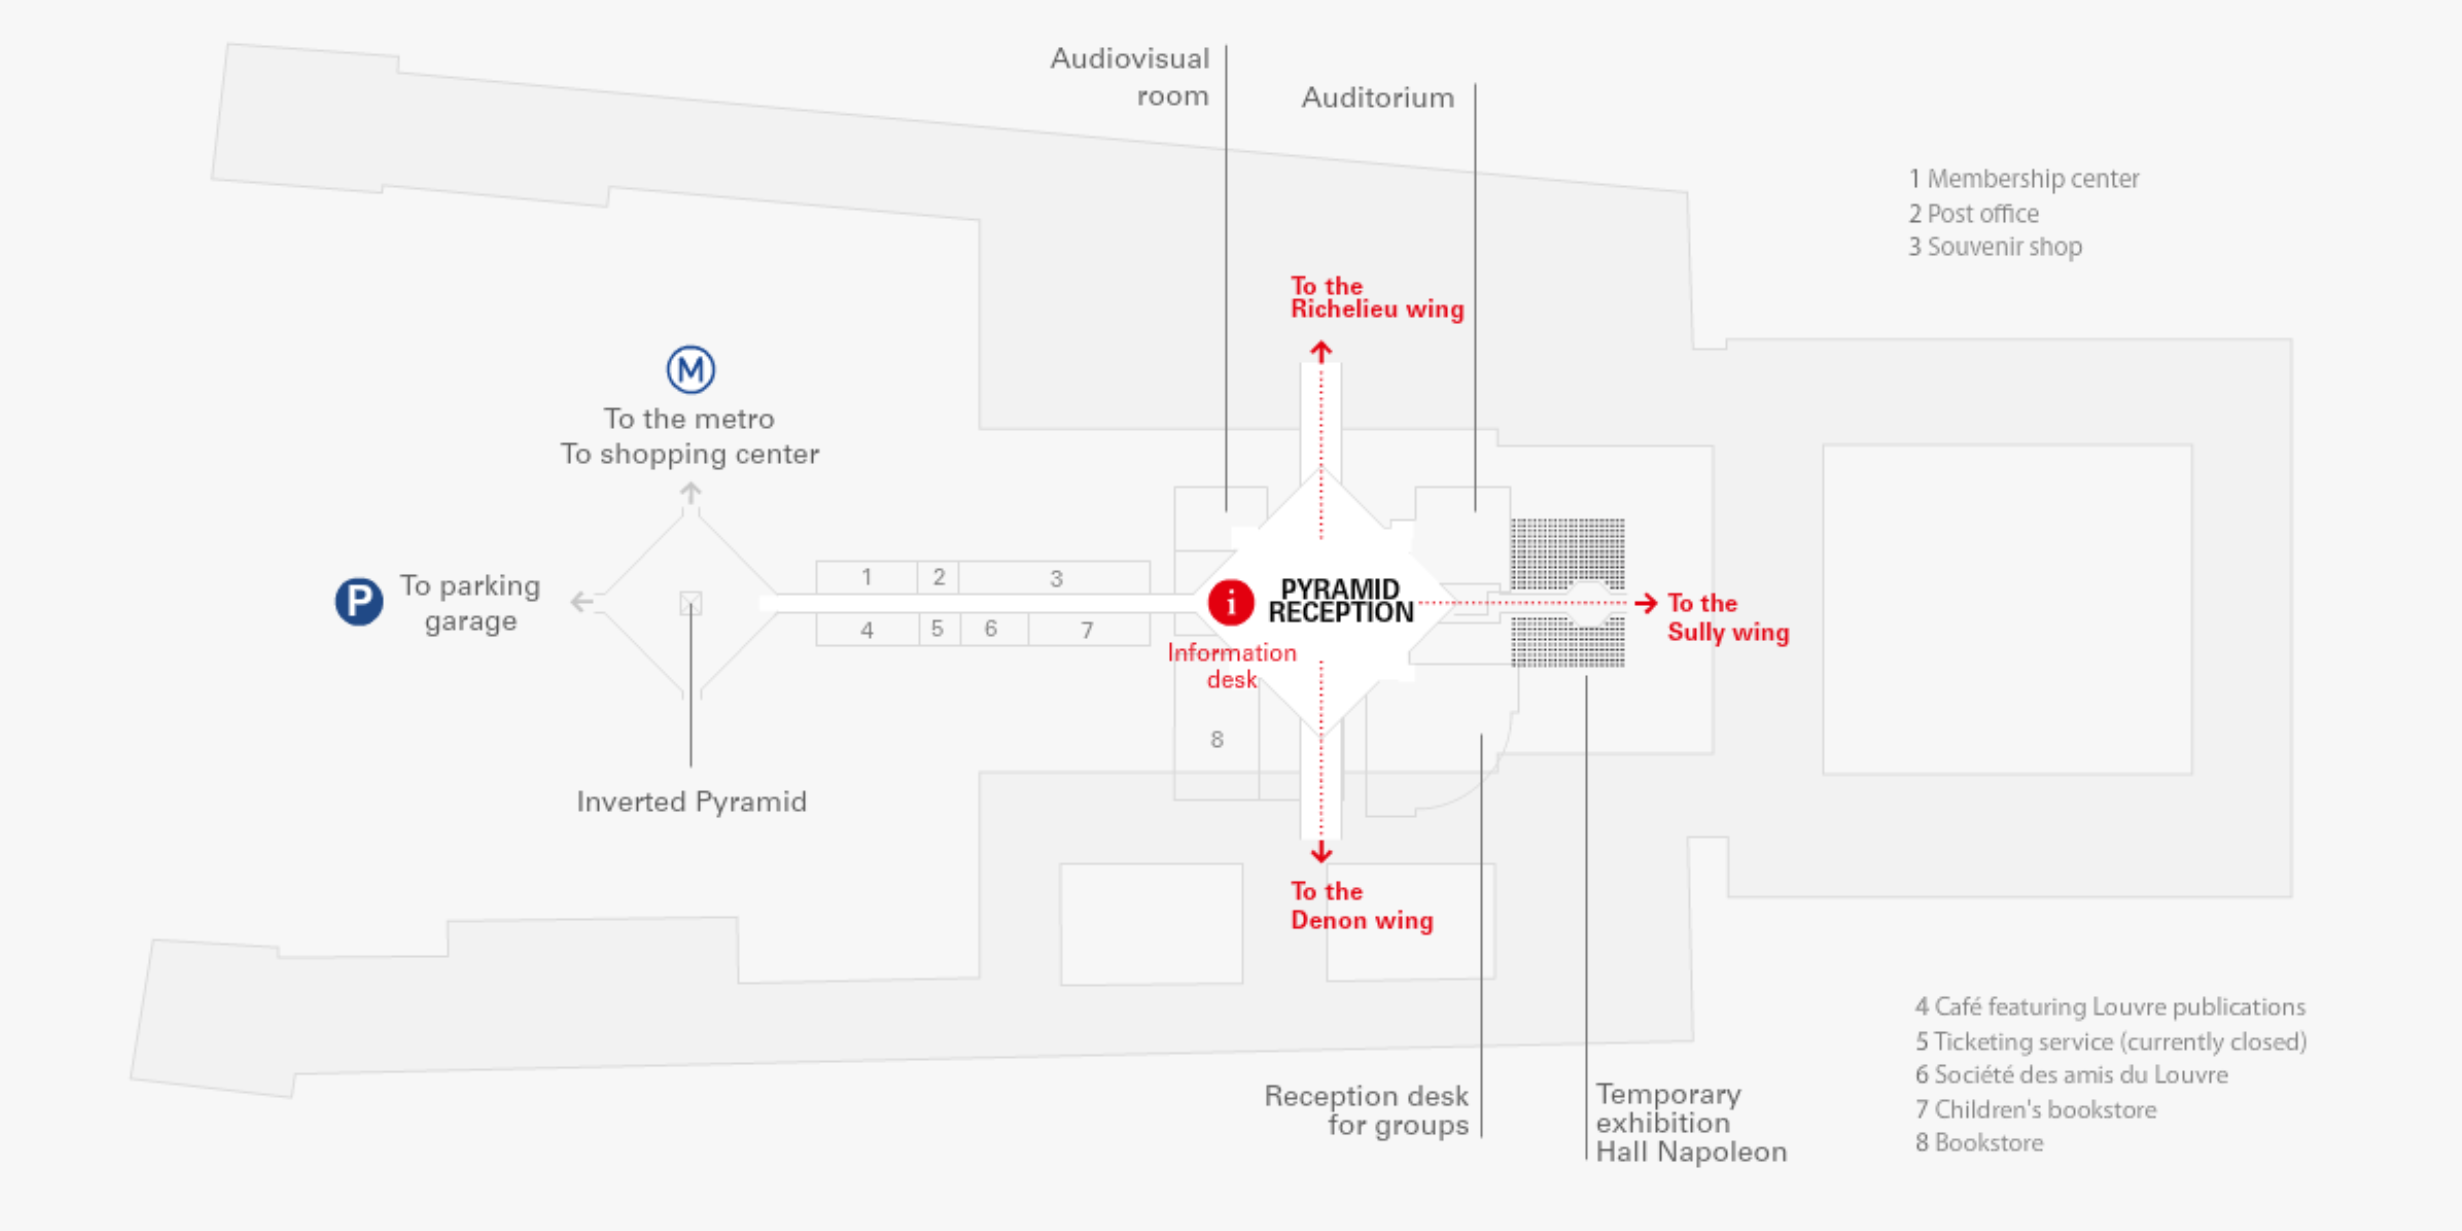 Audiovisual
room
Auditorium
1 Membership center
2 Post office
3 Souvenir shop
To the
Richelieu wing
M
To the metro
To shopping center
P
To parking
garage
1
2
3
4
5
6
7
i
PYRAMID
RECEPTION
Information
desk
To the
Sully wing
8
Inverted Pyramid
To the
Denon wing
Reception desk
for groups
Temporary
exhibition
Hall Napoleon
4 Café featuring Louvre publications
5 Ticketing service (currently closed)
6 Société des amis du Louvre
7 Children's bookstore
8 Bookstore